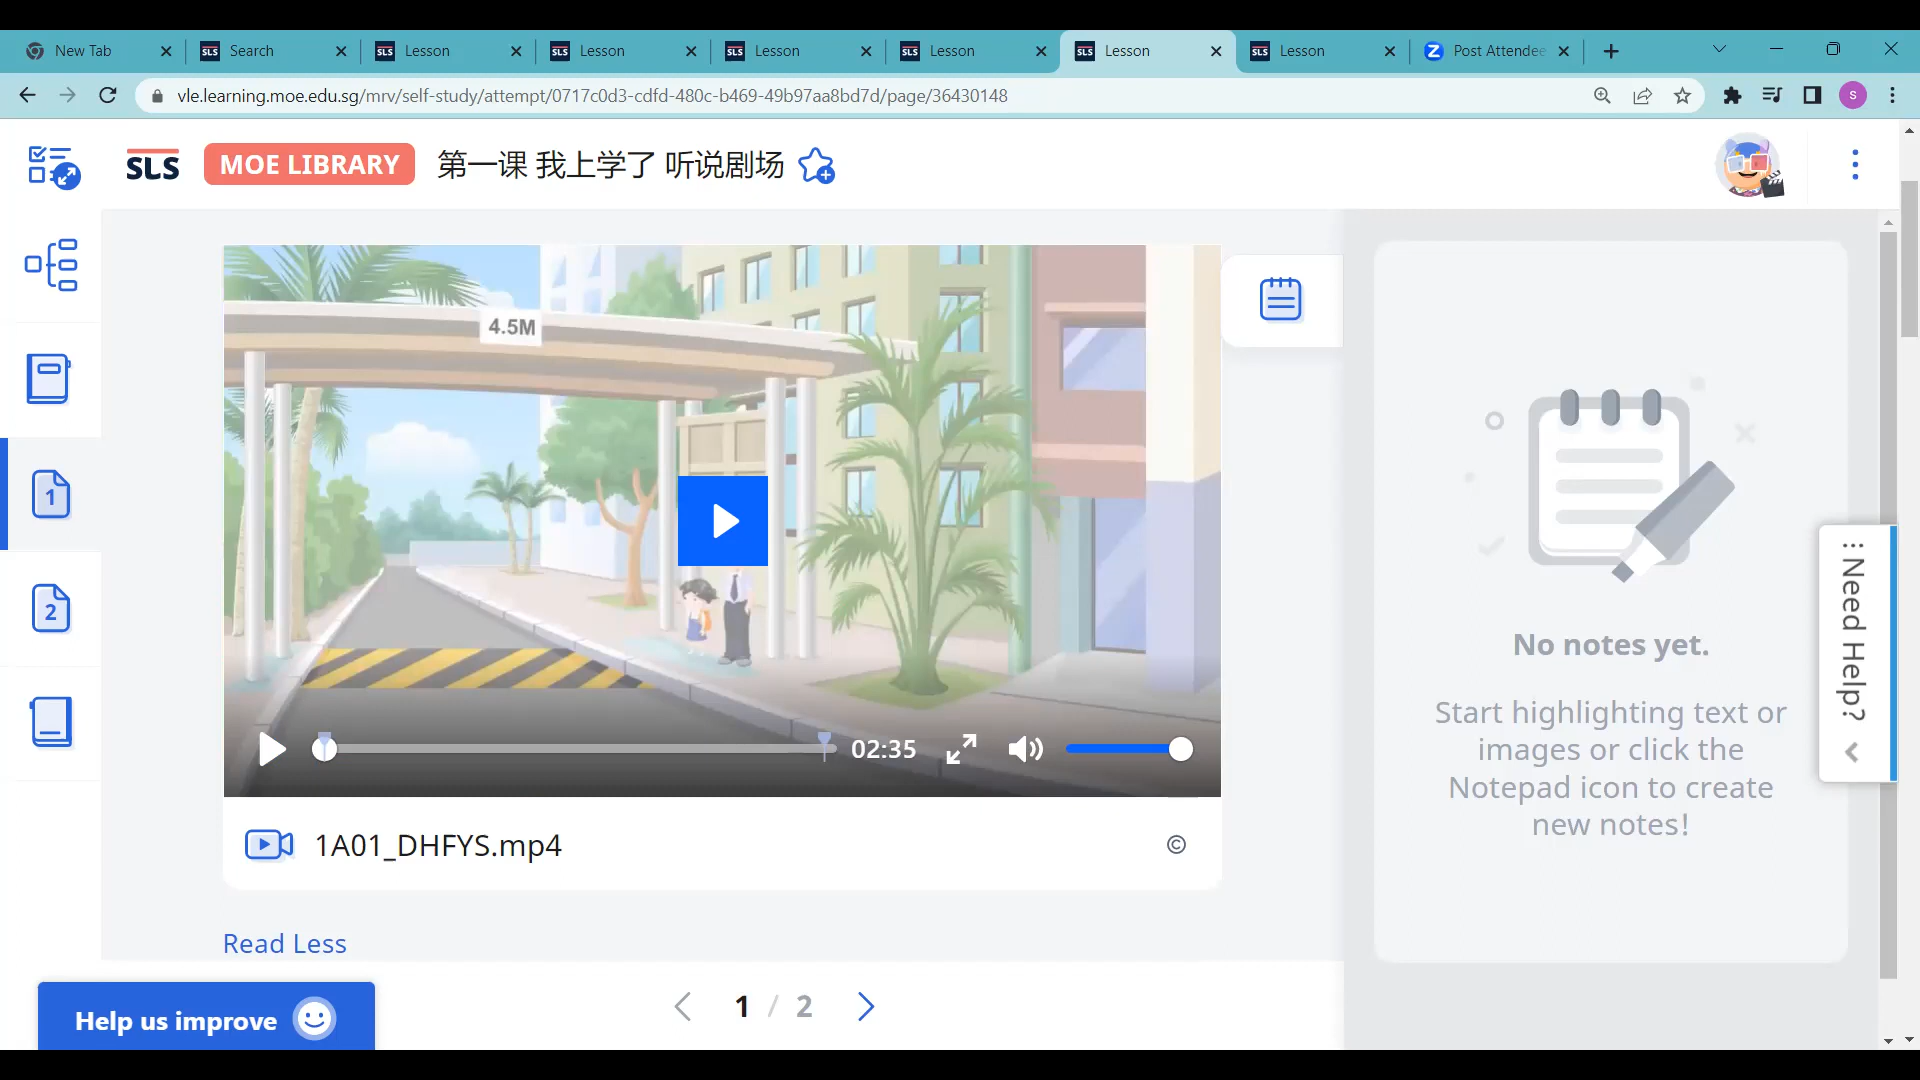 New Tab
Search
Lesson
Lesson
Lesson
Lesson
Lesson
Lesson
Post Attendee
vle.learning.moe.edu.sg/mrv/self-study/attempt/0717c0d3-cdfd-480c-b469-49b97aa8bd7d/page/36430148
S
SLS
MOE LIBRARY
第一课 我上学了 听说剧场
4.5M
1
2
02:35
1A01_DHFYS.mp4
©
Read Less
No notes yet.
Start highlighting text or
images or click the
Notepad icon to create
new notes!
Need Help?
Help us improve
1 / 2